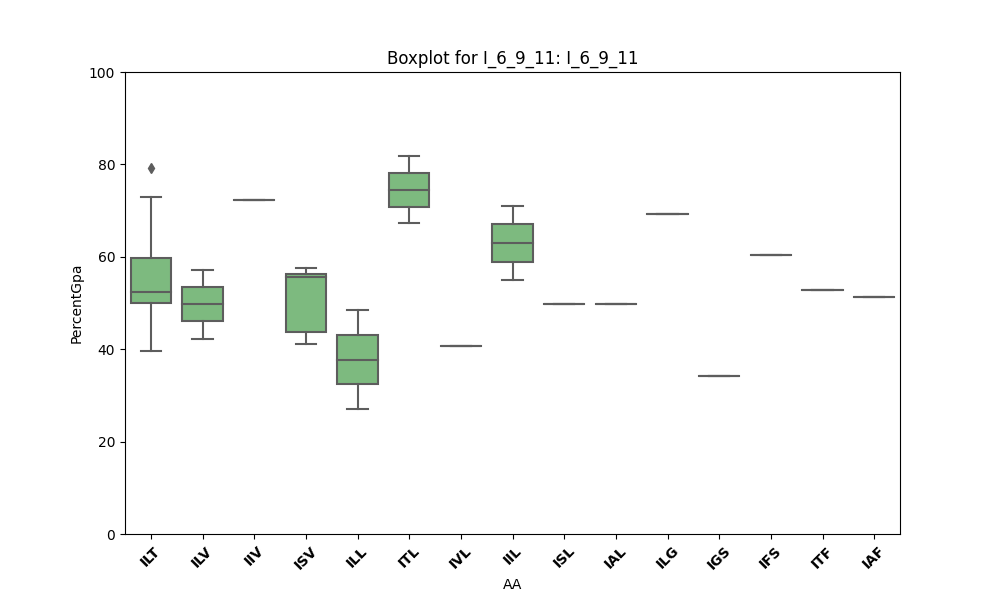 Boxplot for I_6_9_11: I_6_9_11
100
80
60
40
20
0
PercentGpa
ILT ILV IIV ISV ILL ITL IVL IIL ISL IAL ILG IGS IFS ITF IAF
AA